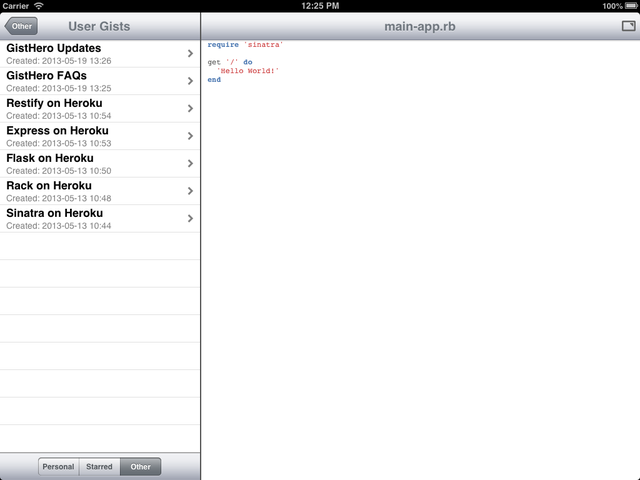 Carrier 12:25 PM 100%
Other User Gists main-app.rb
GistHero Updates
Created: 2013-05-19 13:26
GistHero FAQs
Created: 2013-05-19 13:25
Restify on Heroku
Created: 2013-05-13 10:54
Express on Heroku
Created: 2013-05-13 10:53
Flask on Heroku
Created: 2013-05-13 10:50
Rack on Heroku
Created: 2013-05-13 10:48
Sinatra on Heroku
Created: 2013-05-13 10:44
Personal Starred Other
require 'sinatra'
get '/' do
'Hello World!'
end